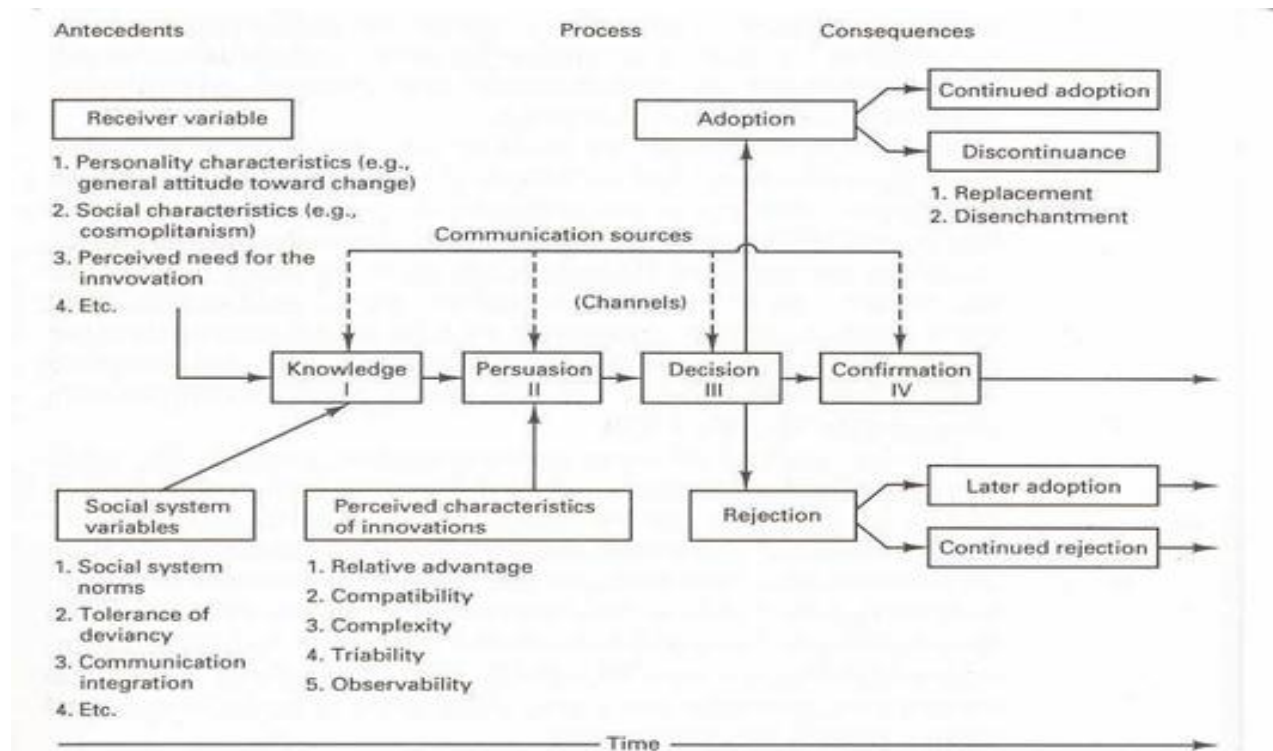 Antecedents
Process
Consequences
Receiver variable
1. Personality characteristics (e.g.,
general attitude toward change)
2. Social characteristics (e.g.,
cosmoplitanism)
3. Perceived need for the
innvovation
4. Etc.
Adoption
Continued adoption
Discontinuance
1. Replacement
2. Disenchantment
Communication sources
(Channels)
Knowledge
I
Persuasion
II
Decision
III
Confirmation
IV
Social system
variables
1. Social system
norms
2. Tolerance of
deviancy
3. Communication
integration
4. Etc.
Perceived characteristics
of innovations
1. Relative advantage
2. Compatibility
3. Complexity
4. Triability
5. Observability
Rejection
Later adoption
Continued rejection
Time